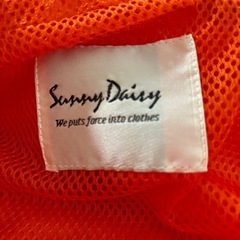 Sunny Daisy
We puts force into clothes